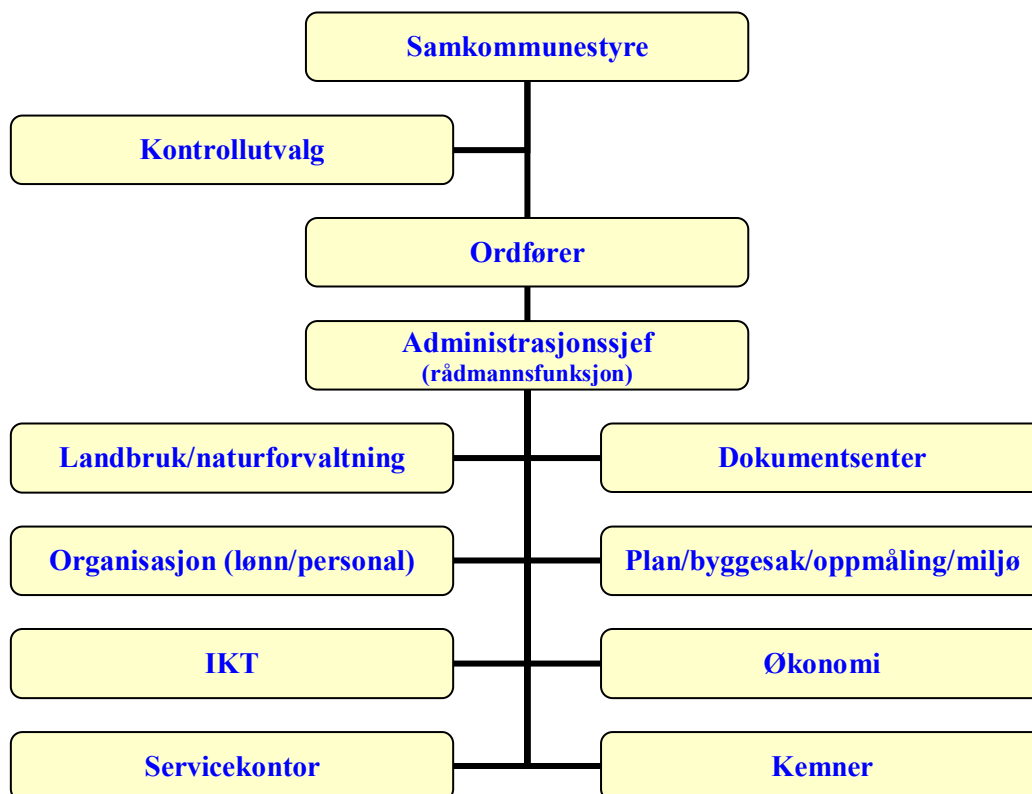 Samkommunestyre
Kontrollutvalg
Ordfører
Administrasjonssjef
(rådmannsfunksjon)
Landbruk/naturforvaltning
Dokumentsenter
Organisasjon (lønn/personal)
Plan/byggesak/oppmåling/miljø
IKT
Økonomi
Servicekontor
Kemner